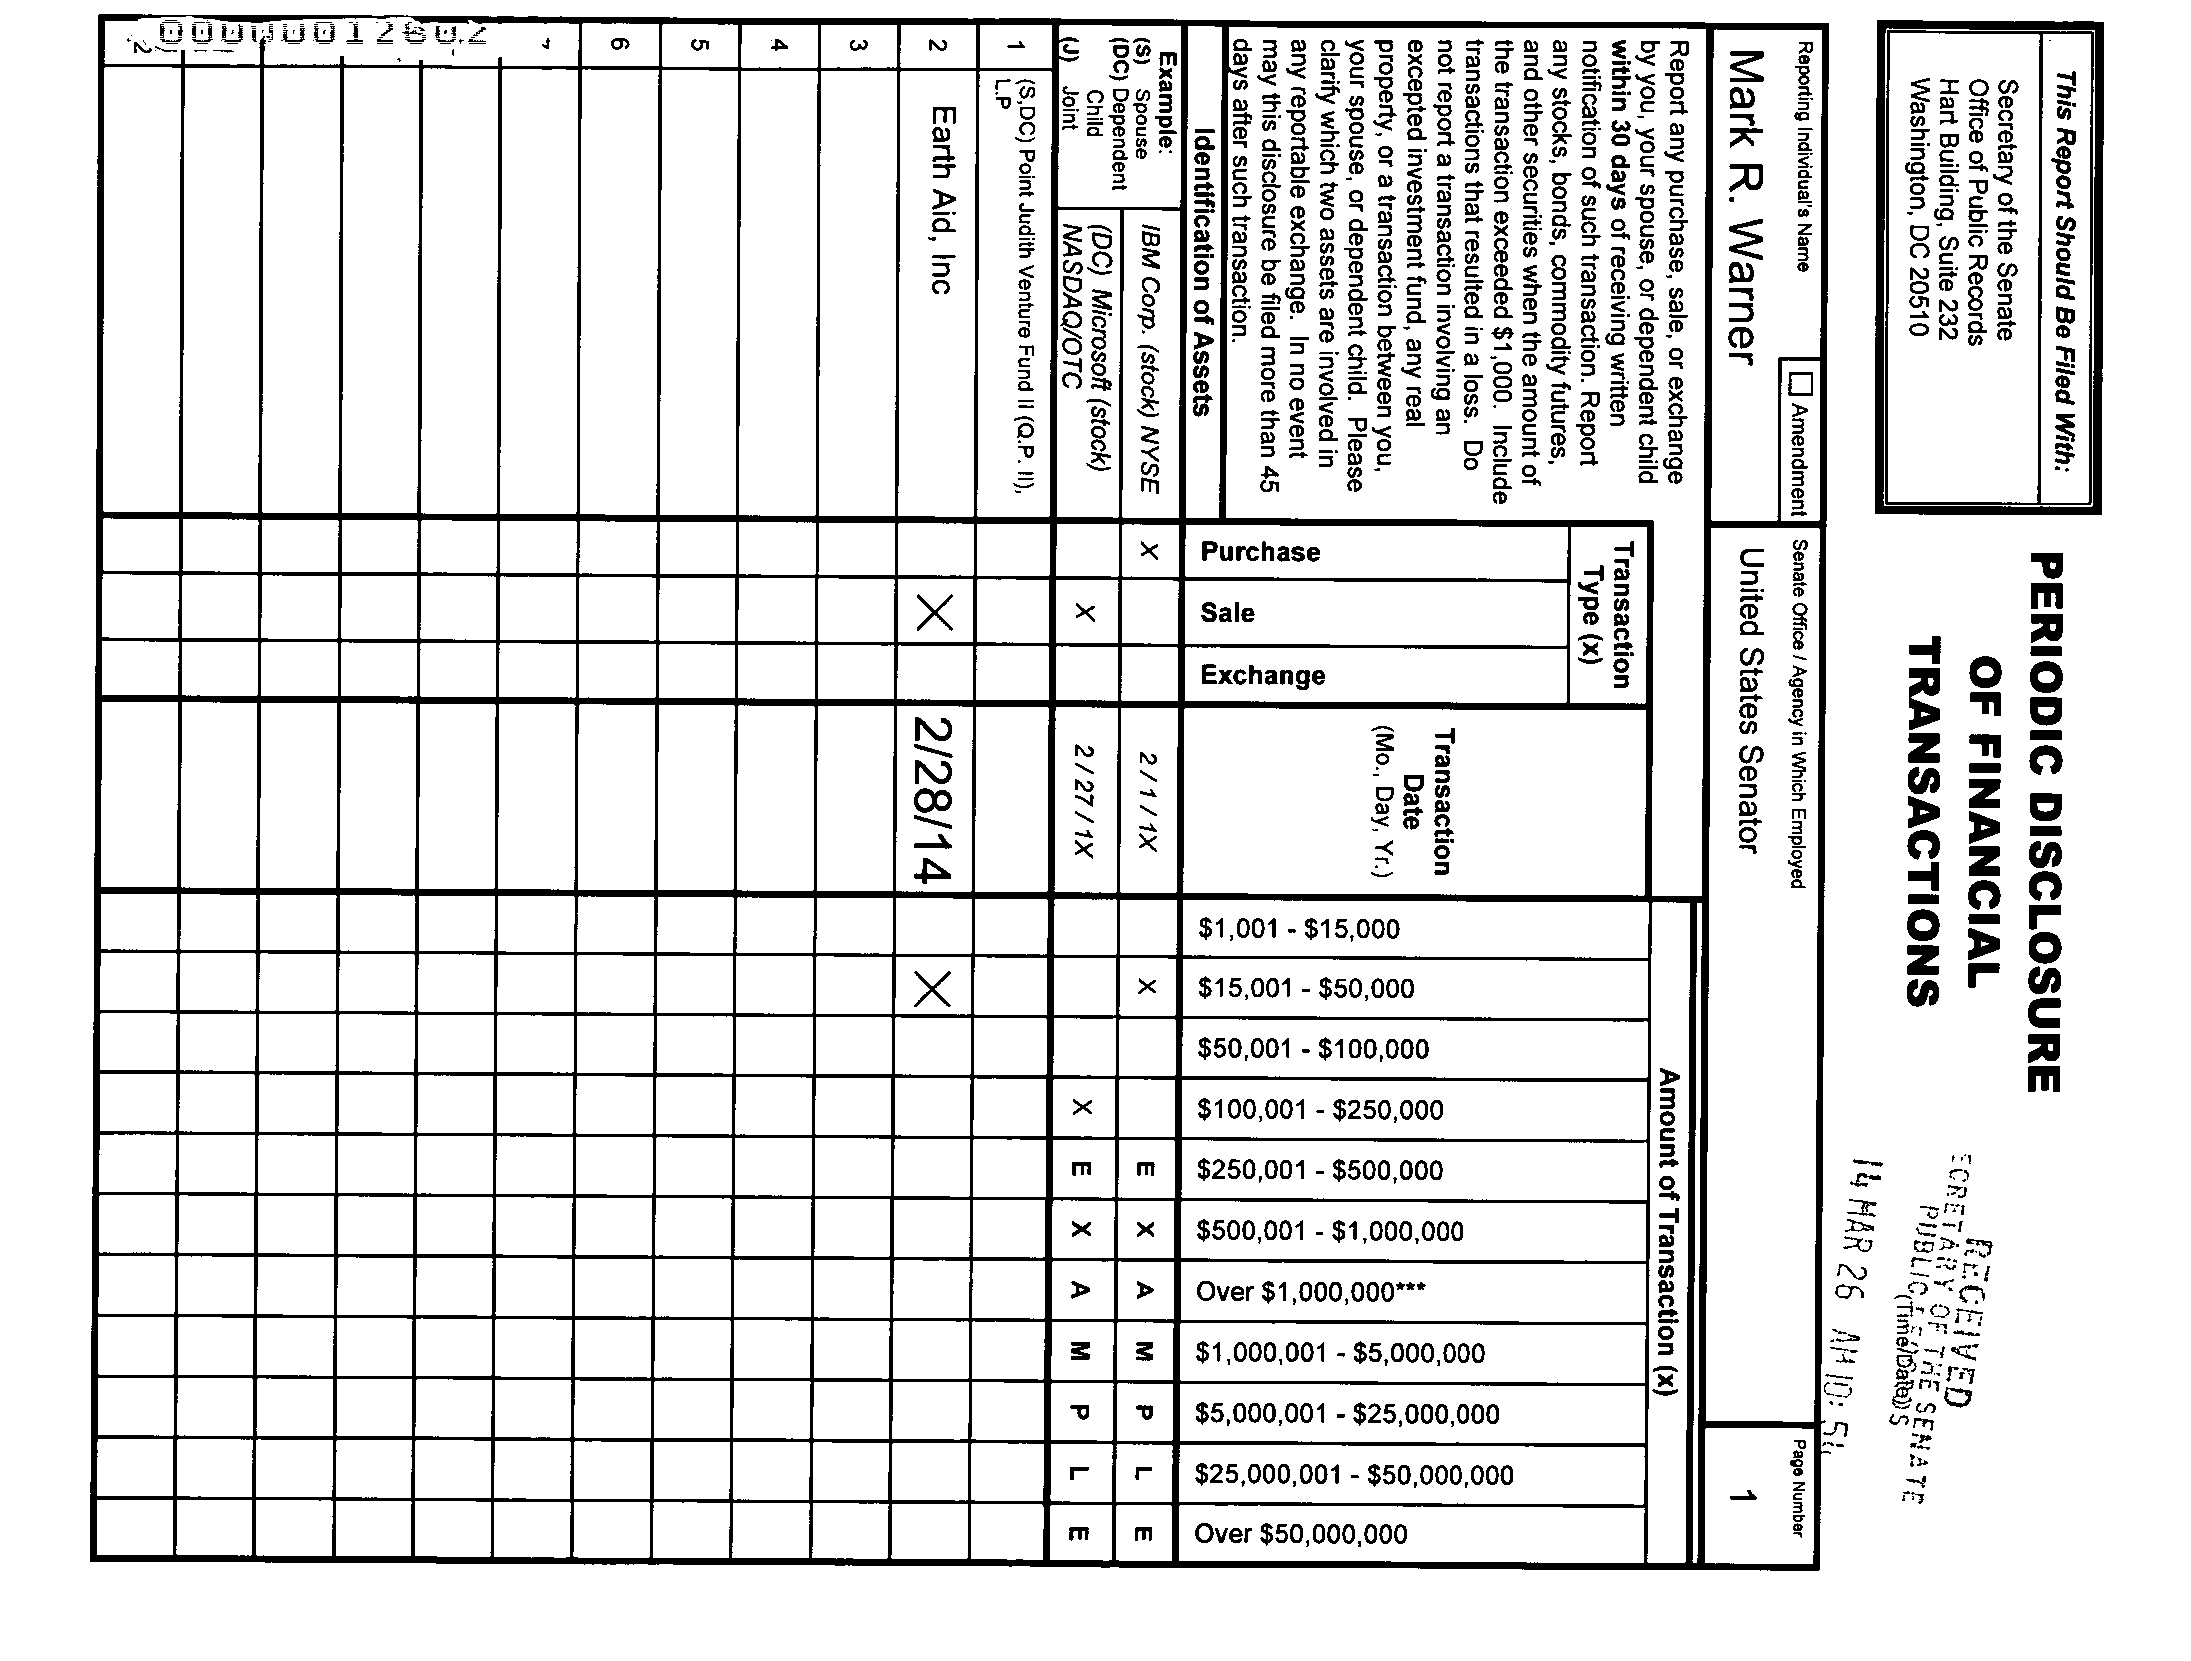 This Report Should Be Filed With:
Secretary of the Senate
Office of Public Records
Hart Building, Suite 232
Washington, DC 20510
PERIODIC DISCLOSURE
OF FINANCIAL
TRANSACTIONS
RECEIVED
SECRETARY OF THE SENATE
PUBLIC
(Time/Date)
14 MAR 26 AM 10:54
Reporting Individual's Name
Amendment
Mark R. Warner
Senate Office / Agency in Which Employed
United States Senator
Page Number
1
Report any purchase, sale, or exchange
by you, your spouse, or dependent child
within 30 days of receiving written
notification of such transaction. Report
any stocks, bonds, commodity futures,
and other securities when the amount of
the transaction exceeded $1,000. Include
transactions that resulted in a loss. Do
not report a transaction involving an
excepted investment fund, any real
property, or a transaction between you,
your spouse, or dependent child. Please
clarify which two assets are involved in
any reportable exchange. In no event
may this disclosure be filed more than 45
days after such transaction.
Identification of Assets
Transaction
Type (x)
Purchase
Sale
Exchange
Transaction
Date
(Mo., Day, Yr.)
Amount of Transaction (x)
$1,001 - $15,000
$15,001 - $50,000
$50,001 - $100,000
$100,001 - $250,000
$250,001 - $500,000
$500,001 - $1,000,000
Over $1,000,000***
$1,000,001 - $5,000,000
$5,000,001 - $25,000,000
$25,000,001 - $50,000,000
Over $50,000,000
Example:
(S) Spouse
(DC) Dependent
Child
(J) Joint
IBM Corp. (stock) NYSE X 2 / 1 / 1X X E X A M P L E
(DC) Microsoft (stock)
NASDAQ/OTC X 2 / 27 / 1X X E X A M P L E
1 (S,DC) Point Judith Venture Fund II (Q.P. II),
L.P
2 Earth Aid, Inc X 2/28/14 X
3
4
5
6
7